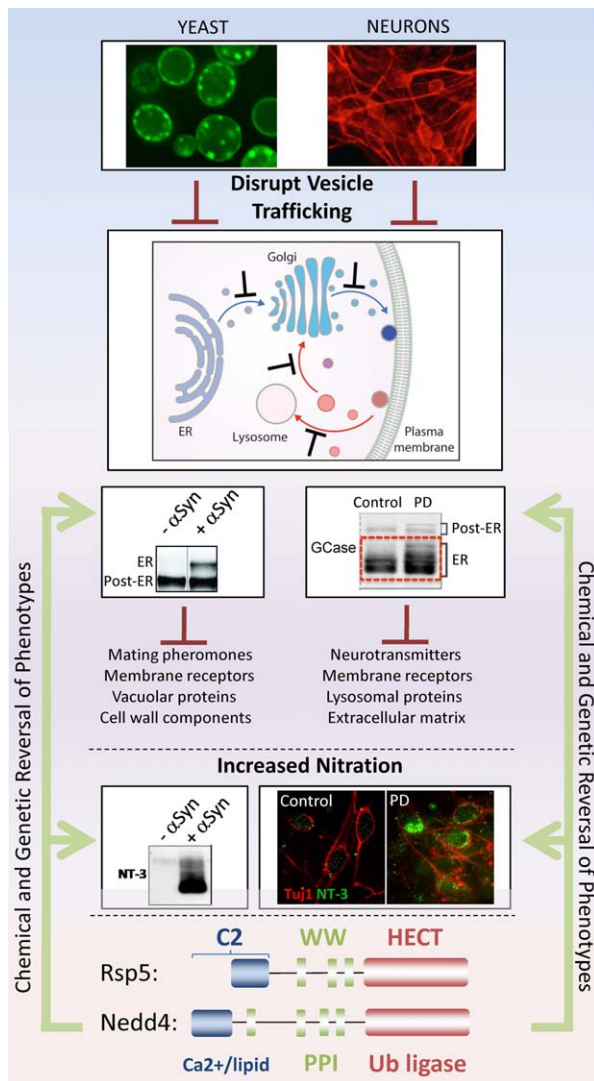 YEAST
NEURONS
Disrupt Vesicle
Trafficking
Golgi
ER
Lysosome
Plasma
membrane
- αSyn
+ αSyn
ER
Post-ER
Control PD
GCase
Post-ER
ER
Mating pheromones
Membrane receptors
Vacuolar proteins
Cell wall components
Neurotransmitters
Membrane receptors
Lysosomal proteins
Extracellular matrix
Chemical and Genetic Reversal of Phenotypes
Chemical and Genetic Reversal of Phenotypes
Increased Nitration
- αSyn
+ αSyn
NT-3
Control
PD
Tuj1 NT-3
C2 WW HECT
Rsp5:
Nedd4:
Ca2+/lipid PPI Ub ligase